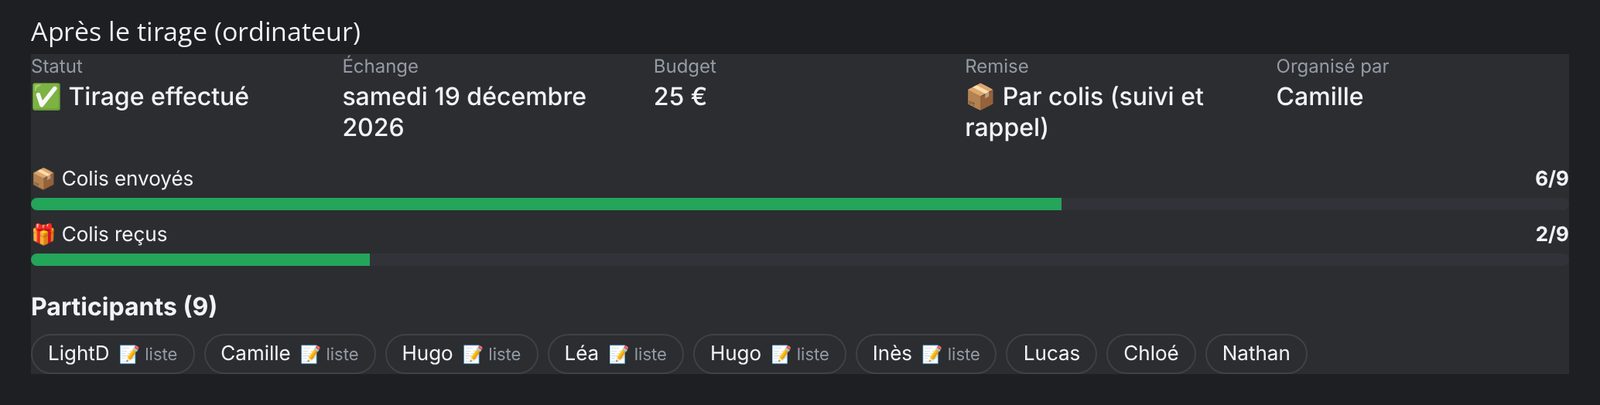 Après le tirage (ordinateur)
Statut
✅ Tirage effectué
Échange
samedi 19 décembre
2026
Budget
25 €
Remise
📦 Par colis (suivi et
rappel)
Organisé par
Camille
📦 Colis envoyés 6/9
🎁 Colis reçus 2/9
Participants (9)
LightD 📝 liste Camille 📝 liste Hugo 📝 liste Léa 📝 liste Hugo 📝 liste Inès 📝 liste Lucas Chloé Nathan